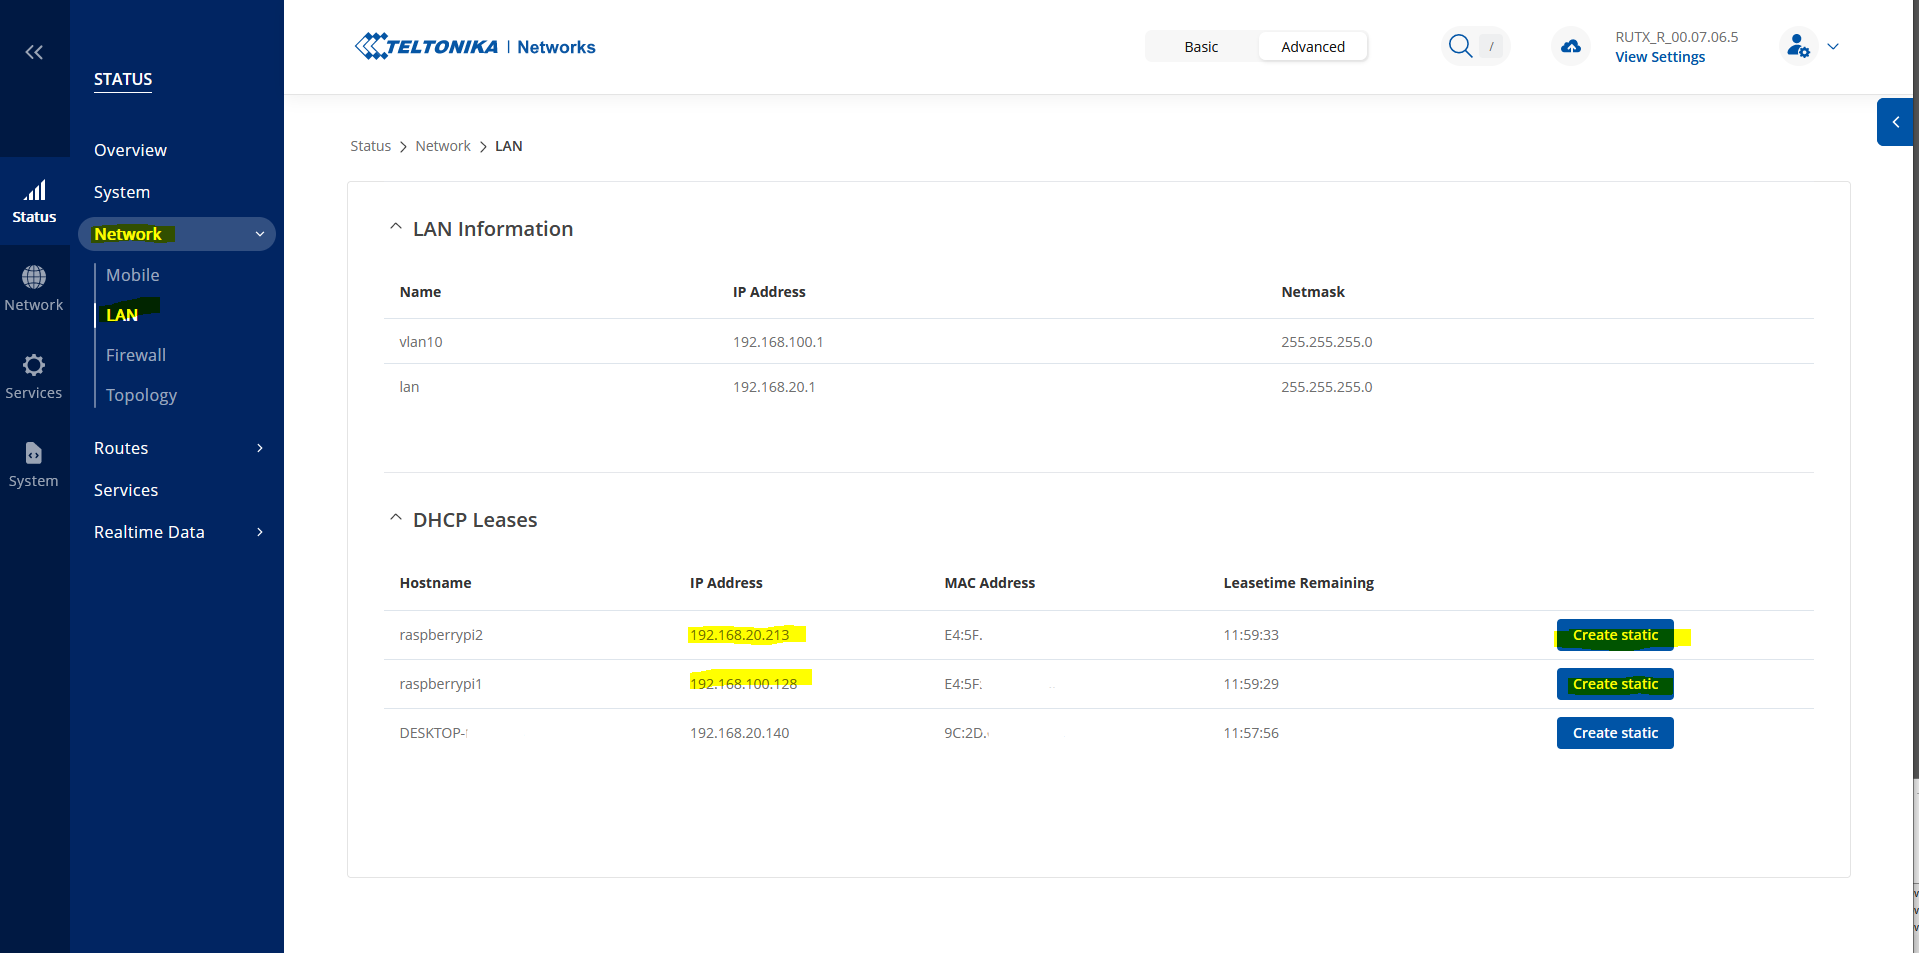 TELTONIKA | Networks
Basic
Advanced
/
RUTX_R_00.07.06.5
View Settings
STATUS
Overview
System
Network
Mobile
LAN
Firewall
Topology
Routes
Services
Realtime Data
Status
Network
Services
System
Status > Network > LAN
LAN Information
Name IP Address Netmask
vlan10 192.168.100.1 255.255.255.0
lan 192.168.20.1 255.255.255.0
DHCP Leases
Hostname IP Address MAC Address Leasetime Remaining
raspberrypi2 192.168.20.213 E4:5F. 11:59:33 Create static
raspberrypi1 192.168.100.128 E4:5F: 11:59:29 Create static
DESKTOP- 192.168.20.140 9C:2D. 11:57:56 Create static